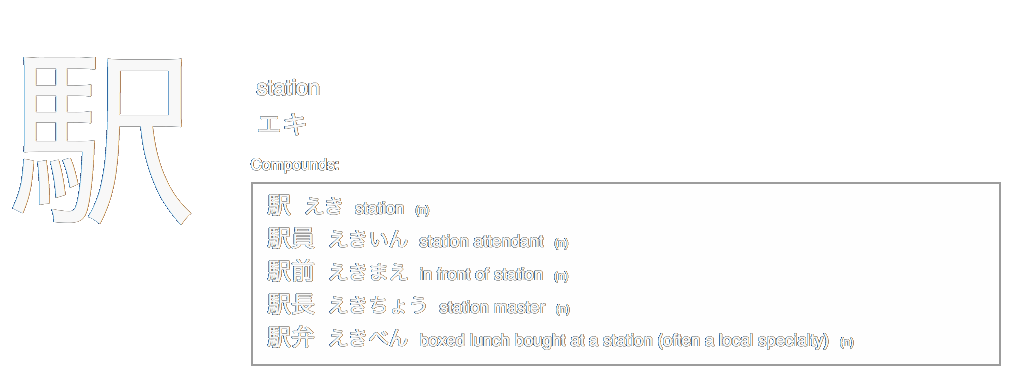 駅
station
エキ
Compounds:
駅 えき station (n)
駅員 えきいん station attendant (n)
駅前 えきまえ in front of station (n)
駅長 えきちょう station master (n)
駅弁 えきべん boxed lunch bought at a station (often a local specialty) (n)